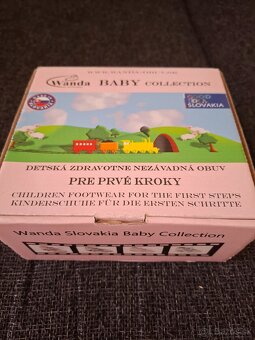 WWW.WANDA-OBUV.SK
Wanda BABY COLLECTION
SLOVAKIA
DETSKÁ ZDRAVOTNE NEZÁVADNÁ OBUV
PRE PRVÉ KROKY
CHILDREN FOOTWEAR FOR THE FIRST STEPS
KINDERSCHUHE FÜR DIE ERSTEN SCHRITTE
Wanda Slovakia Baby Collection